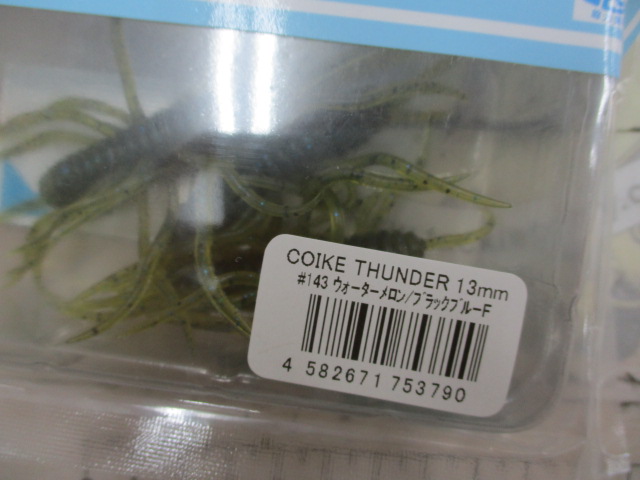 COIKE THUNDER 13mm
#143 ウォーターメロン/ブラックブルーF
4 582671 753790